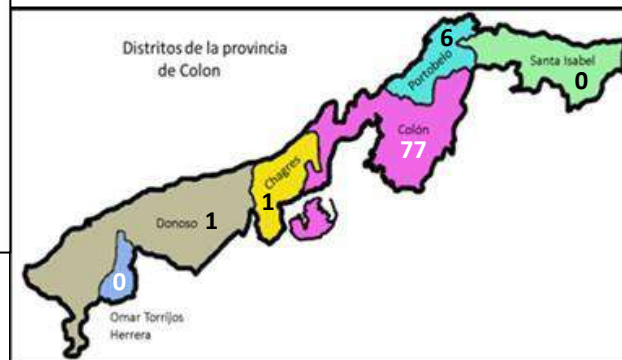 Distritos de la provincia
de Colon
6
Portobelo
Santa Isabel
0
Colón
77
Chagres
1
Donoso 1
0
Omar Torrijos
Herrera